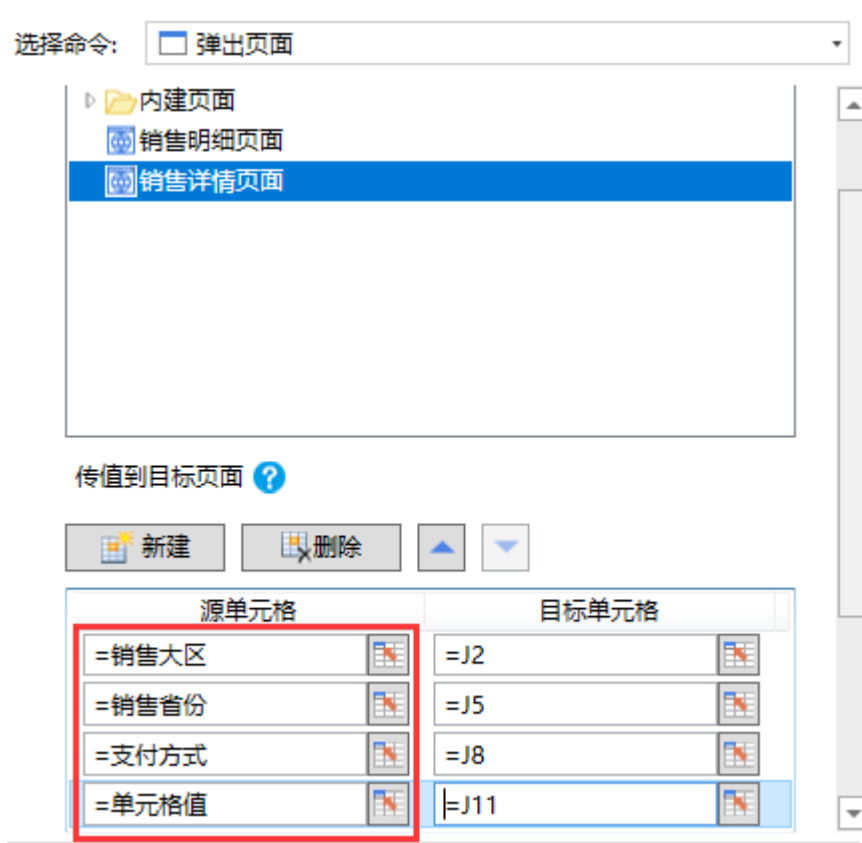 选择命令: 弹出页面
内建页面
销售明细页面
销售详情页面
传值到目标页面 ?
新建 删除
源单元格 目标单元格
=销售大区 =J2
=销售省份 =J5
=支付方式 =J8
=单元格值 =J11